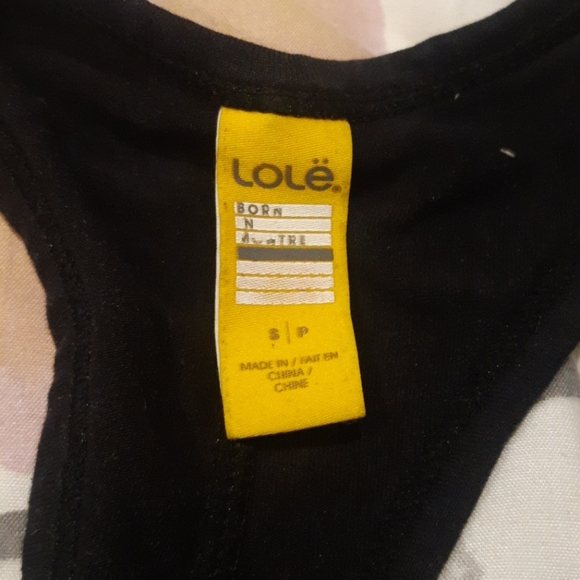 Lolë®
BORN
N
S | P
MADE IN / FAIT EN
CHINA /
CHINE